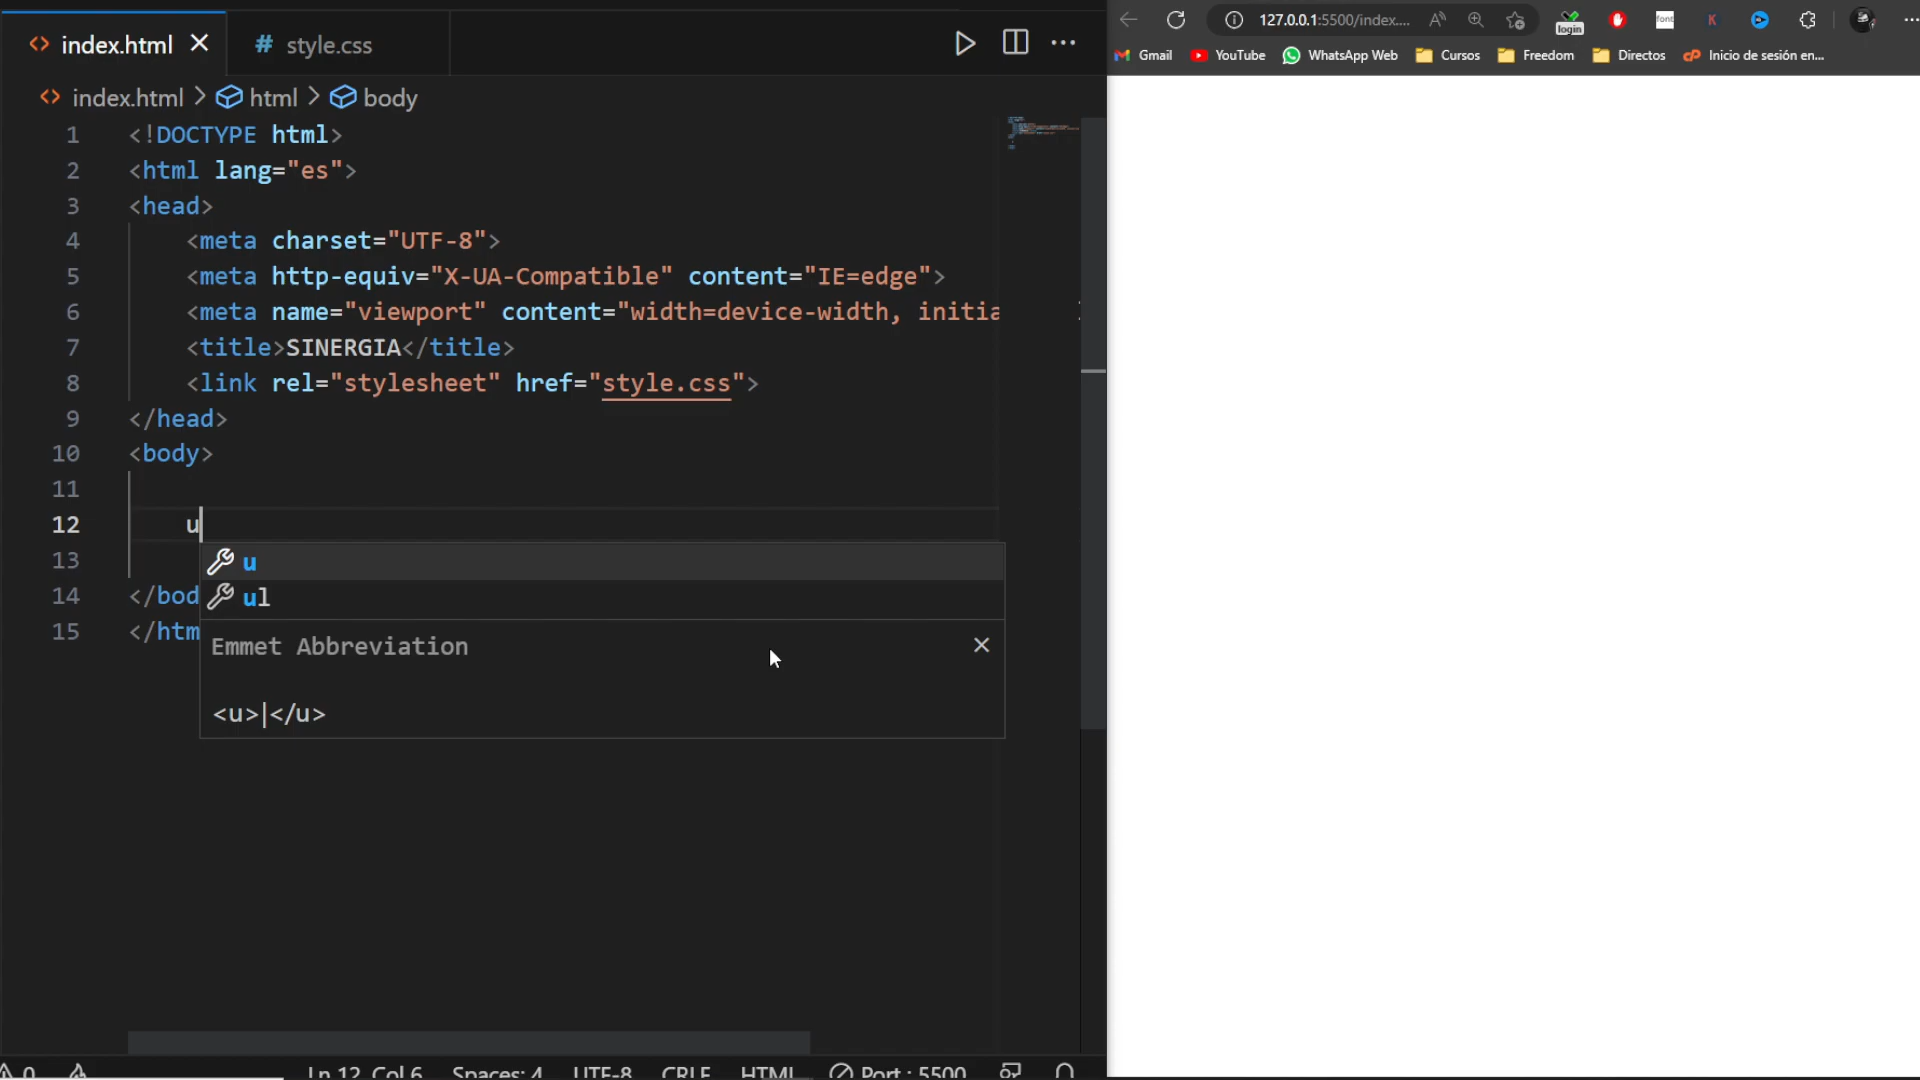 index.html
# style.css
127.0.0.1:5500/index....
login
font
K
Gmail
YouTube
WhatsApp Web
Cursos
Freedom
Directos
Inicio de sesión en...
index.html > html > body
1 <!DOCTYPE html>
2 <html lang="es">
3 <head>
4 <meta charset="UTF-8">
5 <meta http-equiv="X-UA-Compatible" content="IE=edge">
6 <meta name="viewport" content="width=device-width, initia
7 <title>SINERGIA</title>
8 <link rel="stylesheet" href="style.css">
9 </head>
10 <body>
11
12 u
13
14 </bod
15 </htm
u
ul
Emmet Abbreviation
<u>|</u>
0
Ln 12, Col 6
Spaces: 4
UTF-8
CRLF
HTML
Port : 5500